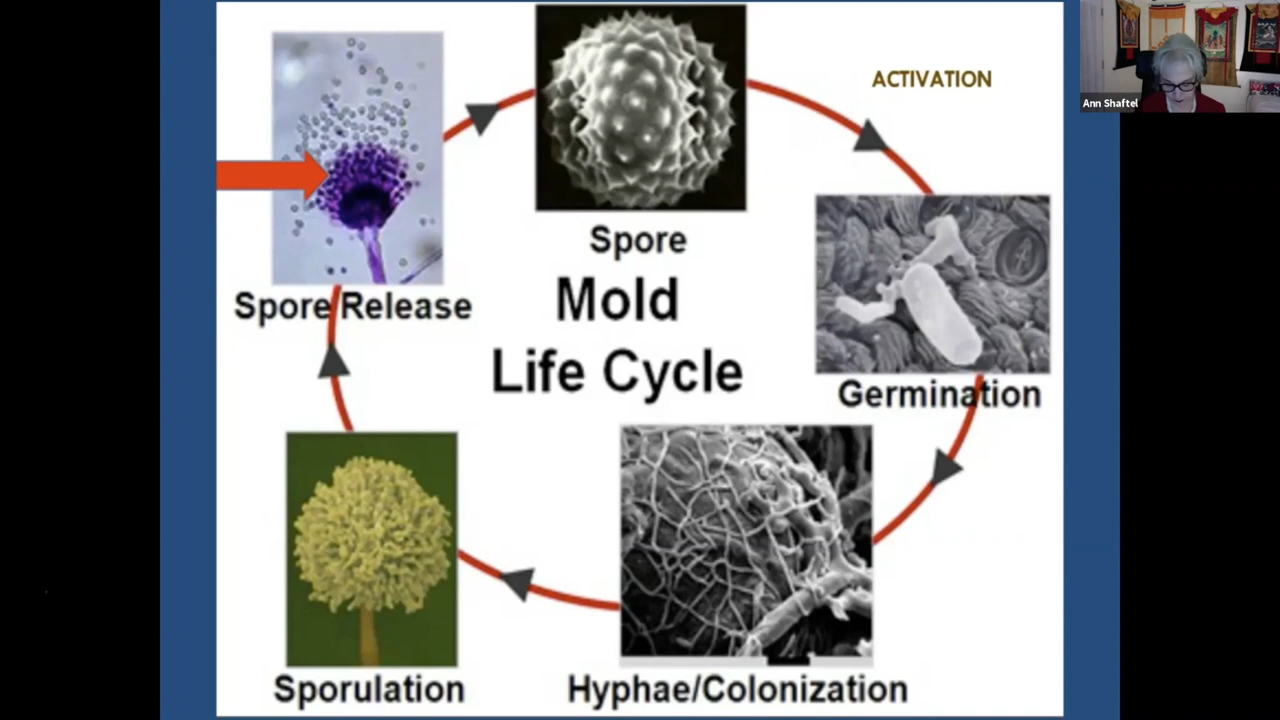 ACTIVATION
Ann Shaftel
Spore
Spore Release
Mold
Life Cycle
Germination
Sporulation
Hyphae/Colonization